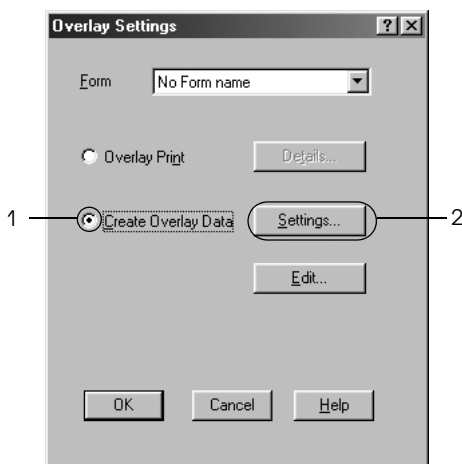 Overlay Settings
Form No Form name
Overlay Print Details...
1 Create Overlay Data Settings... 2
Edit...
OK Cancel Help